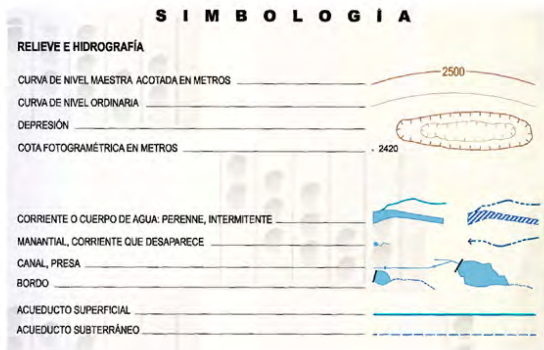 SIMBOLOGÍA
RELIEVE E HIDROGRAFÍA
CURVA DE NIVEL MAESTRA ACOTADA EN METROS 2500
CURVA DE NIVEL ORDINARIA
DEPRESIÓN
COTA FOTOGRAMÉTRICA EN METROS . 2420
CORRIENTE O CUERPO DE AGUA: PERENNE, INTERMITENTE
MANANTIAL, CORRIENTE QUE DESAPARECE
CANAL, PRESA
BORDO
ACUEDUCTO SUPERFICIAL
ACUEDUCTO SUBTERRÁNEO